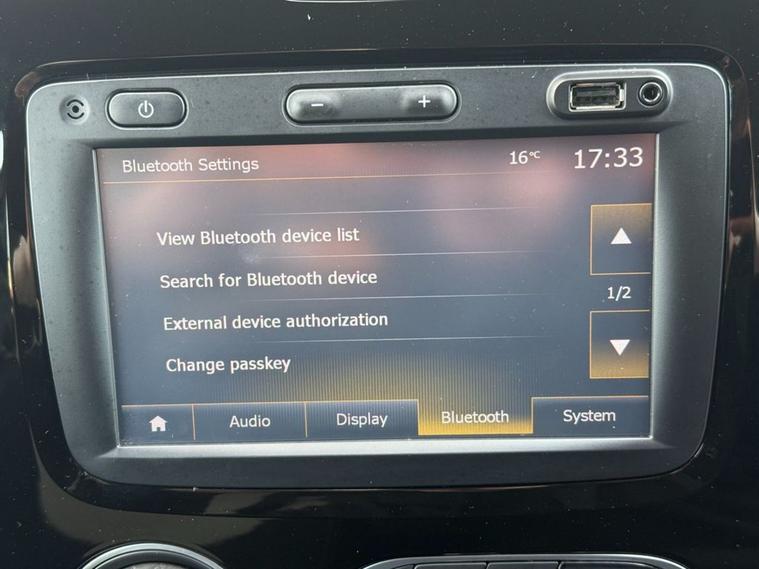 Bluetooth Settings 16°C 17:33
View Bluetooth device list
Search for Bluetooth device
1/2
External device authorization
Change passkey
Audio Display Bluetooth System